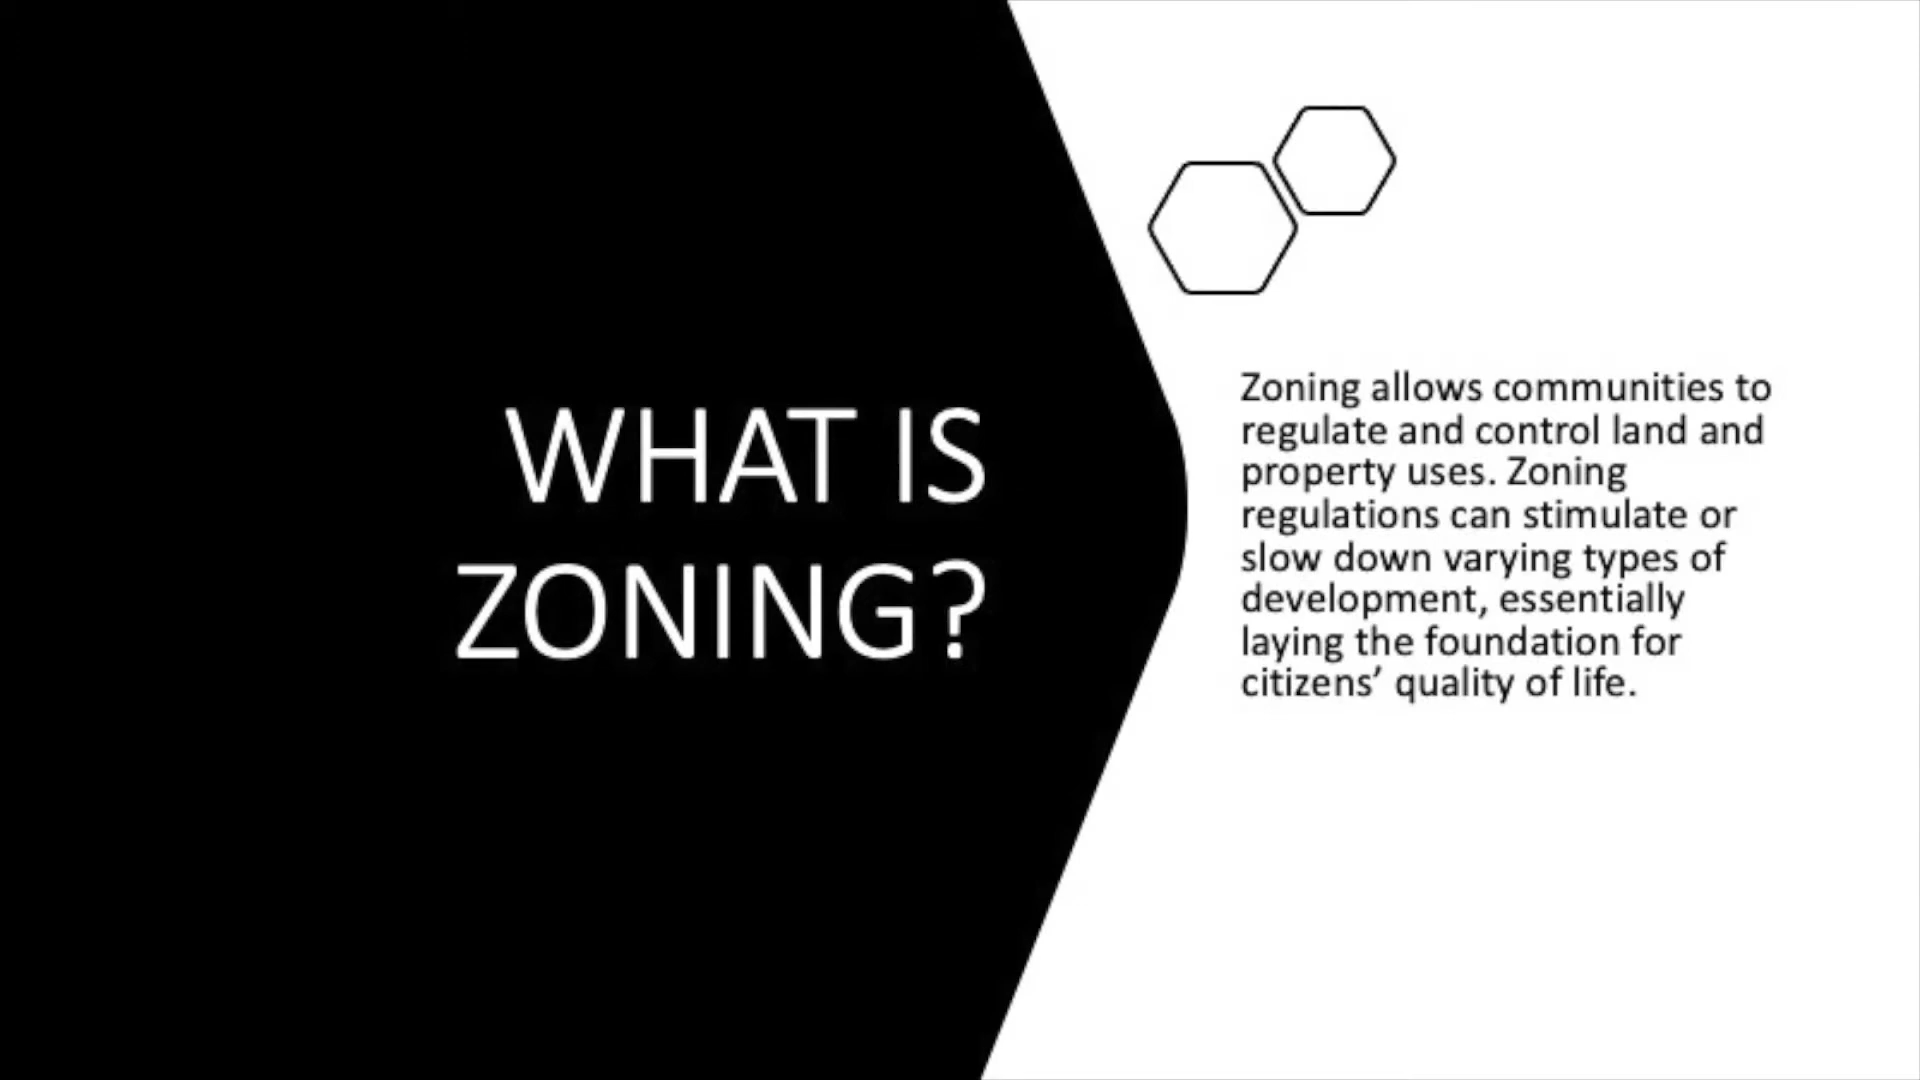 WHAT IS
ZONING?
Zoning allows communities to
regulate and control land and
property uses. Zoning
regulations can stimulate or
slow down varying types of
development, essentially
laying the foundation for
citizens’ quality of life.